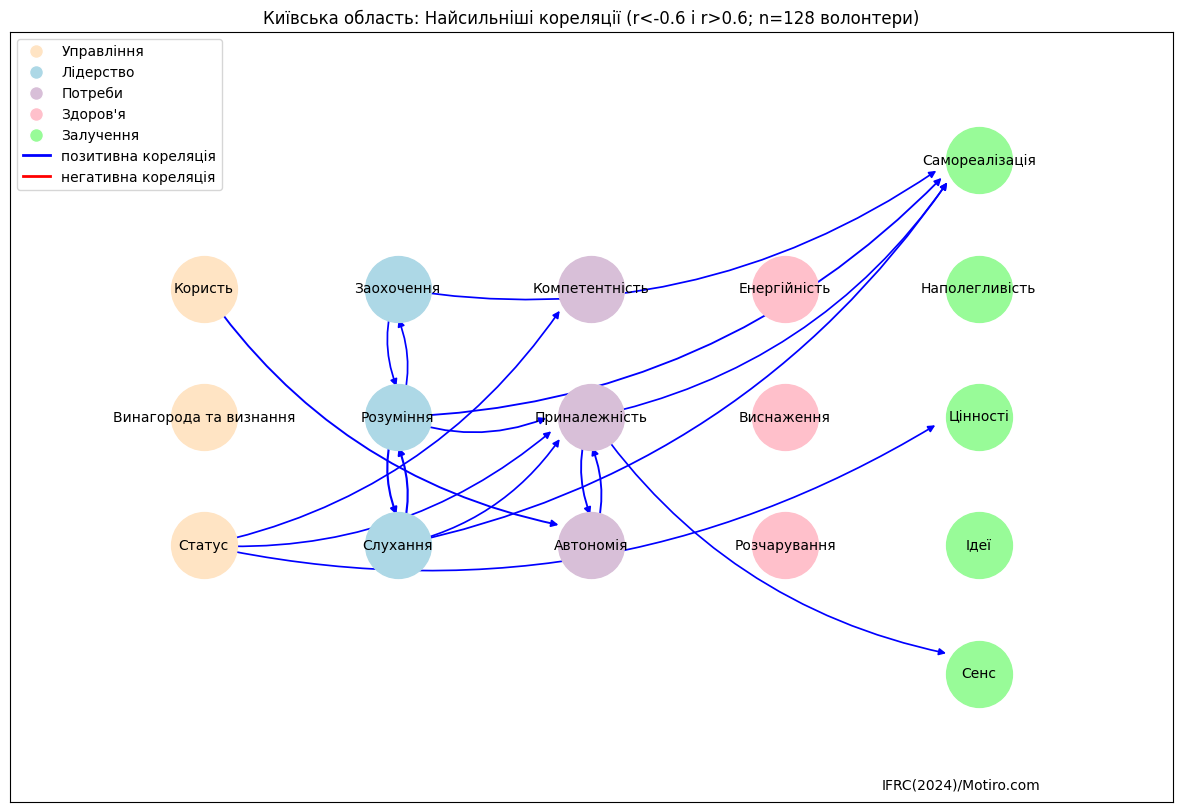 Київська область: Найсильніші кореляції (r<-0.6 і r>0.6; n=128 волонтери)
Управління
Лідерство
Потреби
Здоров'я
Залучення
позитивна кореляція
негативна кореляція
Самореалізація
Користь
Заохочення
Компетентність
Енергійність
Наполегливість
Винагорода та визнання
Розуміння
Приналежність
Виснаження
Цінності
Статус
Слухання
Автономія
Розчарування
Ідеї
Сенс
IFRC(2024)/Motiro.com